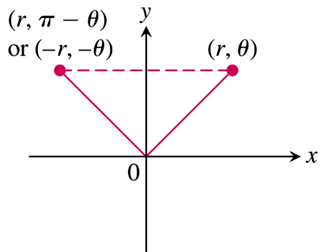 (r, π − θ)
or (−r, −θ)
y
(r, θ)
x
0